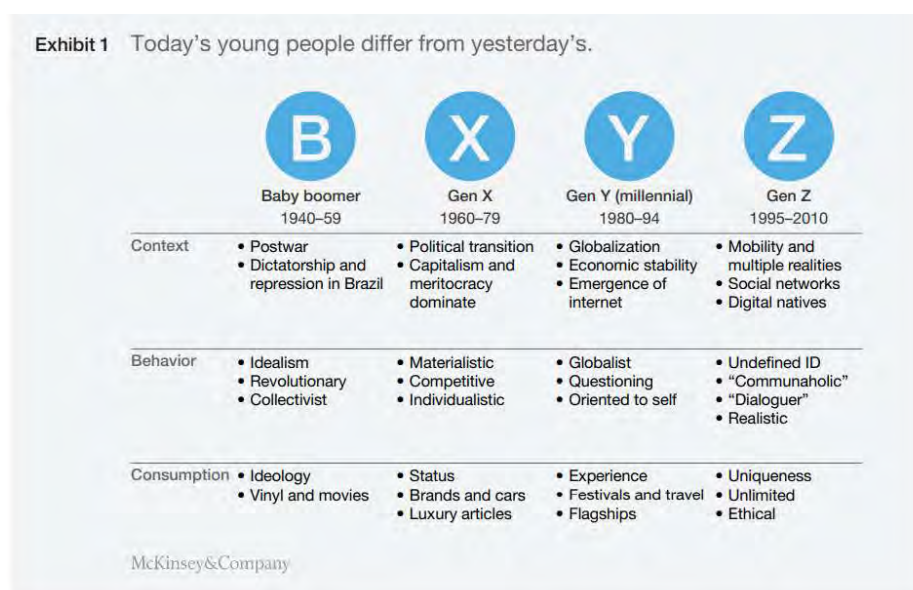 Exhibit 1 Today's young people differ from yesterday's.
B X Y Z
Baby boomer Gen X Gen Y (millennial) Gen Z
1940–59 1960–79 1980–94 1995–2010
Context • Postwar • Political transition • Globalization • Mobility and
• Dictatorship and • Capitalism and • Economic stability multiple realities
repression in Brazil meritocracy • Emergence of • Social networks
dominate internet • Digital natives
Behavior • Idealism • Materialistic • Globalist • Undefined ID
• Revolutionary • Competitive • Questioning • “Communaholic”
• Collectivist • Individualistic • Oriented to self • “Dialoguer”
• Realistic
Consumption • Ideology • Status • Experience • Uniqueness
• Vinyl and movies • Brands and cars • Festivals and travel • Unlimited
• Luxury articles • Flagships • Ethical
McKinsey&Company